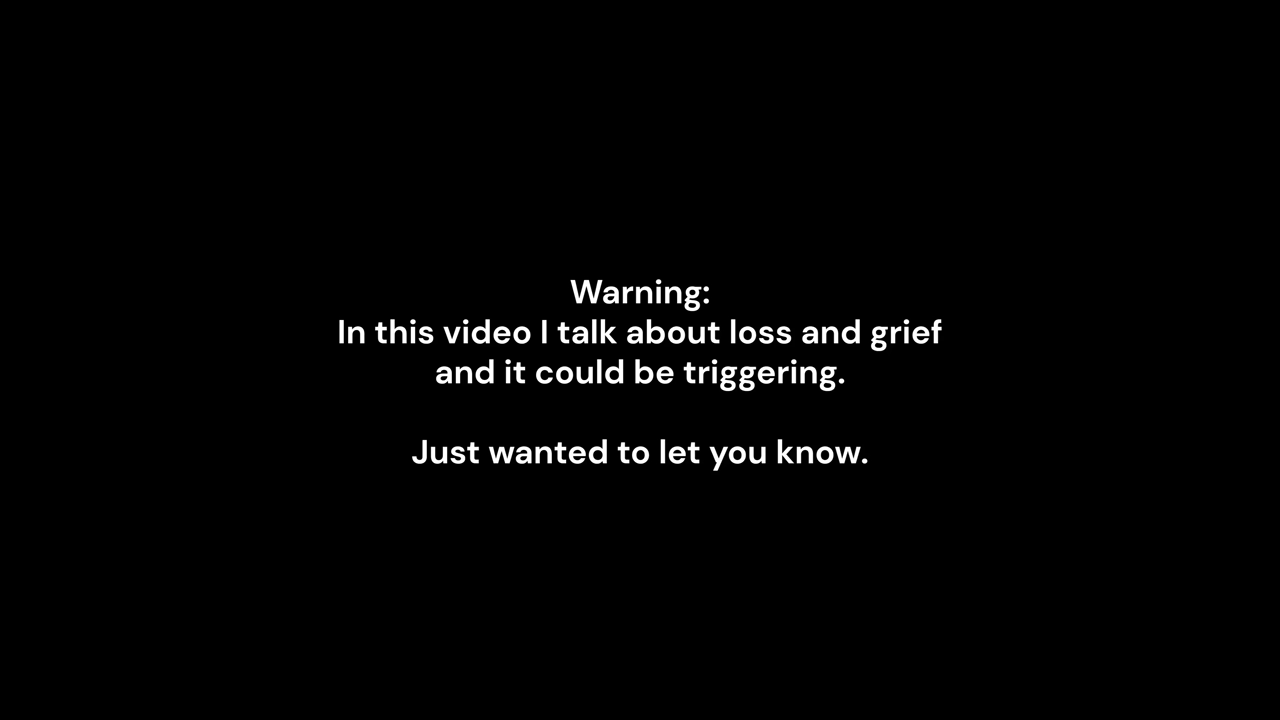 Warning:
In this video I talk about loss and grief
and it could be triggering.
Just wanted to let you know.